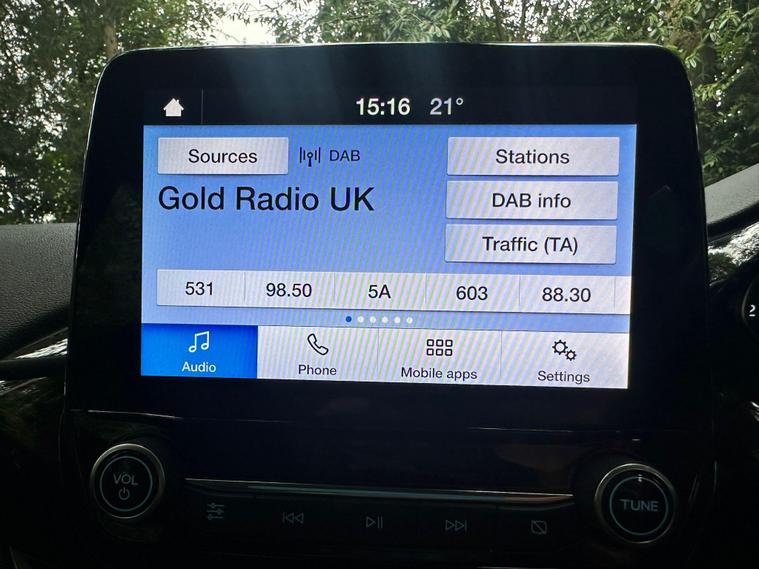 15:16 21°
Sources DAB Stations
Gold Radio UK
DAB info
Traffic (TA)
531 98.50 5A 603 88.30
Audio Phone Mobile apps Settings
VOL
TUNE
2